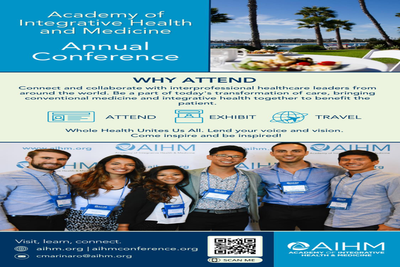 Academy of
Integrative Health
and Medicine
Annual
Conference
WHY ATTEND
Connect and collaborate with interprofessional healthcare leaders from
around the world. Be a part of today's transformation of care, bringing
conventional medicine and integrative health together to benefit the
patient.
ATTEND EXHIBIT TRAVEL
Whole Health Unites Us All. Lend your voice and vision.
Come inspire and be inspired!
AIHM
Visit, learn, connect.
aihm.org | aihmconference.org
cmarinaro@aihm.org
SCAN ME
AIHM
ACADEMY of INTEGRATIVE
HEALTH & MEDICINE